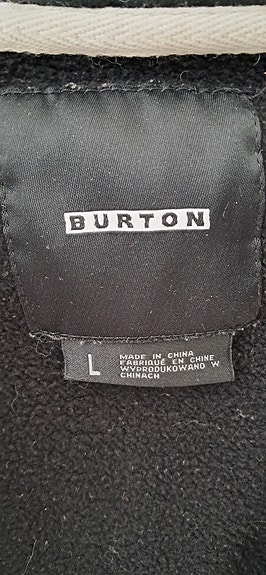 BURTON
L
MADE IN CHINA
FABRIQUÉ EN CHINE
WYPRODUKOWANO W
CHINACH